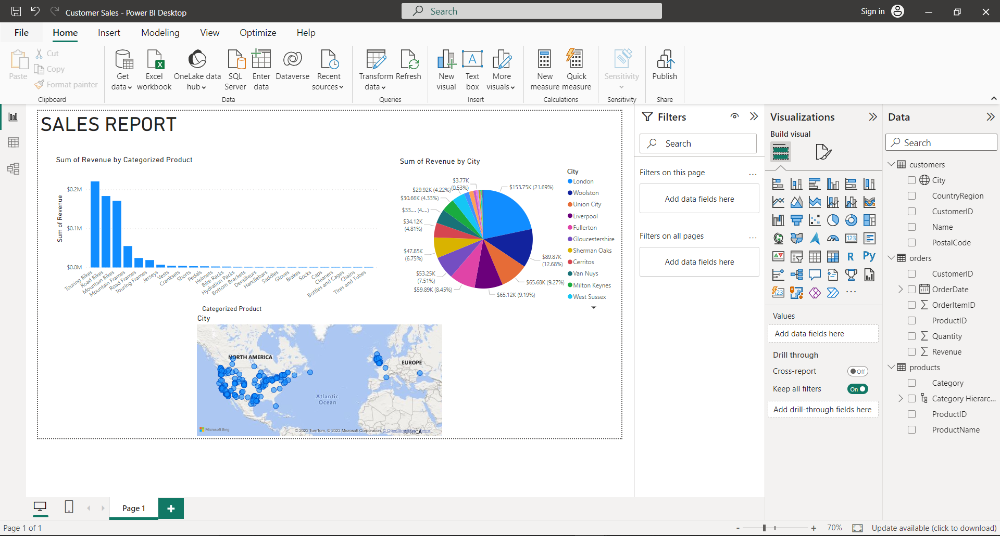 Customer Sales - Power BI Desktop
Search
Sign in
File
Home
Insert
Modeling
View
Optimize
Help
Paste
Cut
Copy
Format painter
Clipboard
Get data
Excel workbook
OneLake data hub
SQL Server
Enter data
Dataverse
Recent sources
Data
Transform data
Refresh
Queries
New visual
Text box
More visuals
Insert
New measure
Quick measure
Calculations
Sensitivity
Sensitivity
Publish
Share
SALES REPORT
Sum of Revenue by Categorized Product
Sum of Revenue
$0.2M
$0.1M
$0.0M
Touring Bikes
Road Bikes
Mountain Bikes
Mountain Frames
Road Frames
Touring Frames
Jerseys
Vests
Cranksets
Shorts
Pedals
Helmets
Bike Racks
Hydration Packs
Bottom Brackets
Derailleurs
Handlebars
Saddles
Gloves
Brakes
Socks
Caps
Cleaners
Bottles and Cages
Chains
Tires and Tubes
Categorized Product
Sum of Revenue by City
$3.77K
(0.53%)
$29.92K (4.22%)
$30.66K (4.33%)
$33.... (4....)
$34.12K
(4.81%)
$47.85K
(6.75%)
$53.25K
(7.51%)
$59.89K (8.45%)
$65.12K (9.19%)
$65.68K (9.27%)
$89.87K
(12.68%)
$153.75K (21.69%)
City
London
Woolston
Union City
Liverpool
Fullerton
Gloucestershire
Sherman Oaks
Cerritos
Van Nuys
Milton Keynes
West Sussex
City
NORTH AMERICA
EUROPE
Atlantic
Ocean
AFRICA
Microsoft Bing
© 2023 TomTom, © 2023 Microsoft Corporation, © OpenStreetMap Terms
Filters
Search
Filters on this page
...
Add data fields here
Filters on all pages
...
Add data fields here
Visualizations
Build visual
123
R
Py
123
...
Values
Add data fields here
Drill through
Cross-report
Off
Keep all filters
On
Add drill-through fields here
Data
Search
customers
City
CountryRegion
CustomerID
Name
PostalCode
orders
CustomerID
OrderDate
OrderItemID
ProductID
Quantity
Revenue
products
Category
Category Hierarc...
ProductID
ProductName
Page 1
+
Page 1 of 1
- + 70%
Update available (click to download)